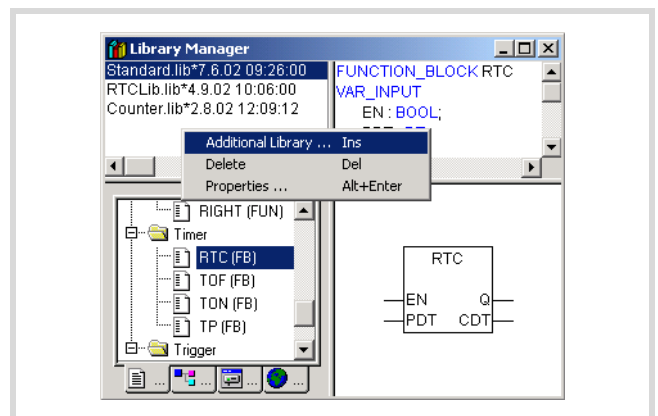 Library Manager
Standard.lib*7.6.02 09:26:00
RTCLib.lib*4.9.02 10:06:00
Counter.lib*2.8.02 12:09:12
FUNCTION_BLOCK RTC
VAR_INPUT
EN : BOOL;
Additional Library ... Ins
Delete Del
Properties ... Alt+Enter
RIGHT (FUN)
Timer
RTC (FB)
TOF (FB)
TON (FB)
TP (FB)
Trigger
... ... ... ...
RTC
EN Q
PDT CDT